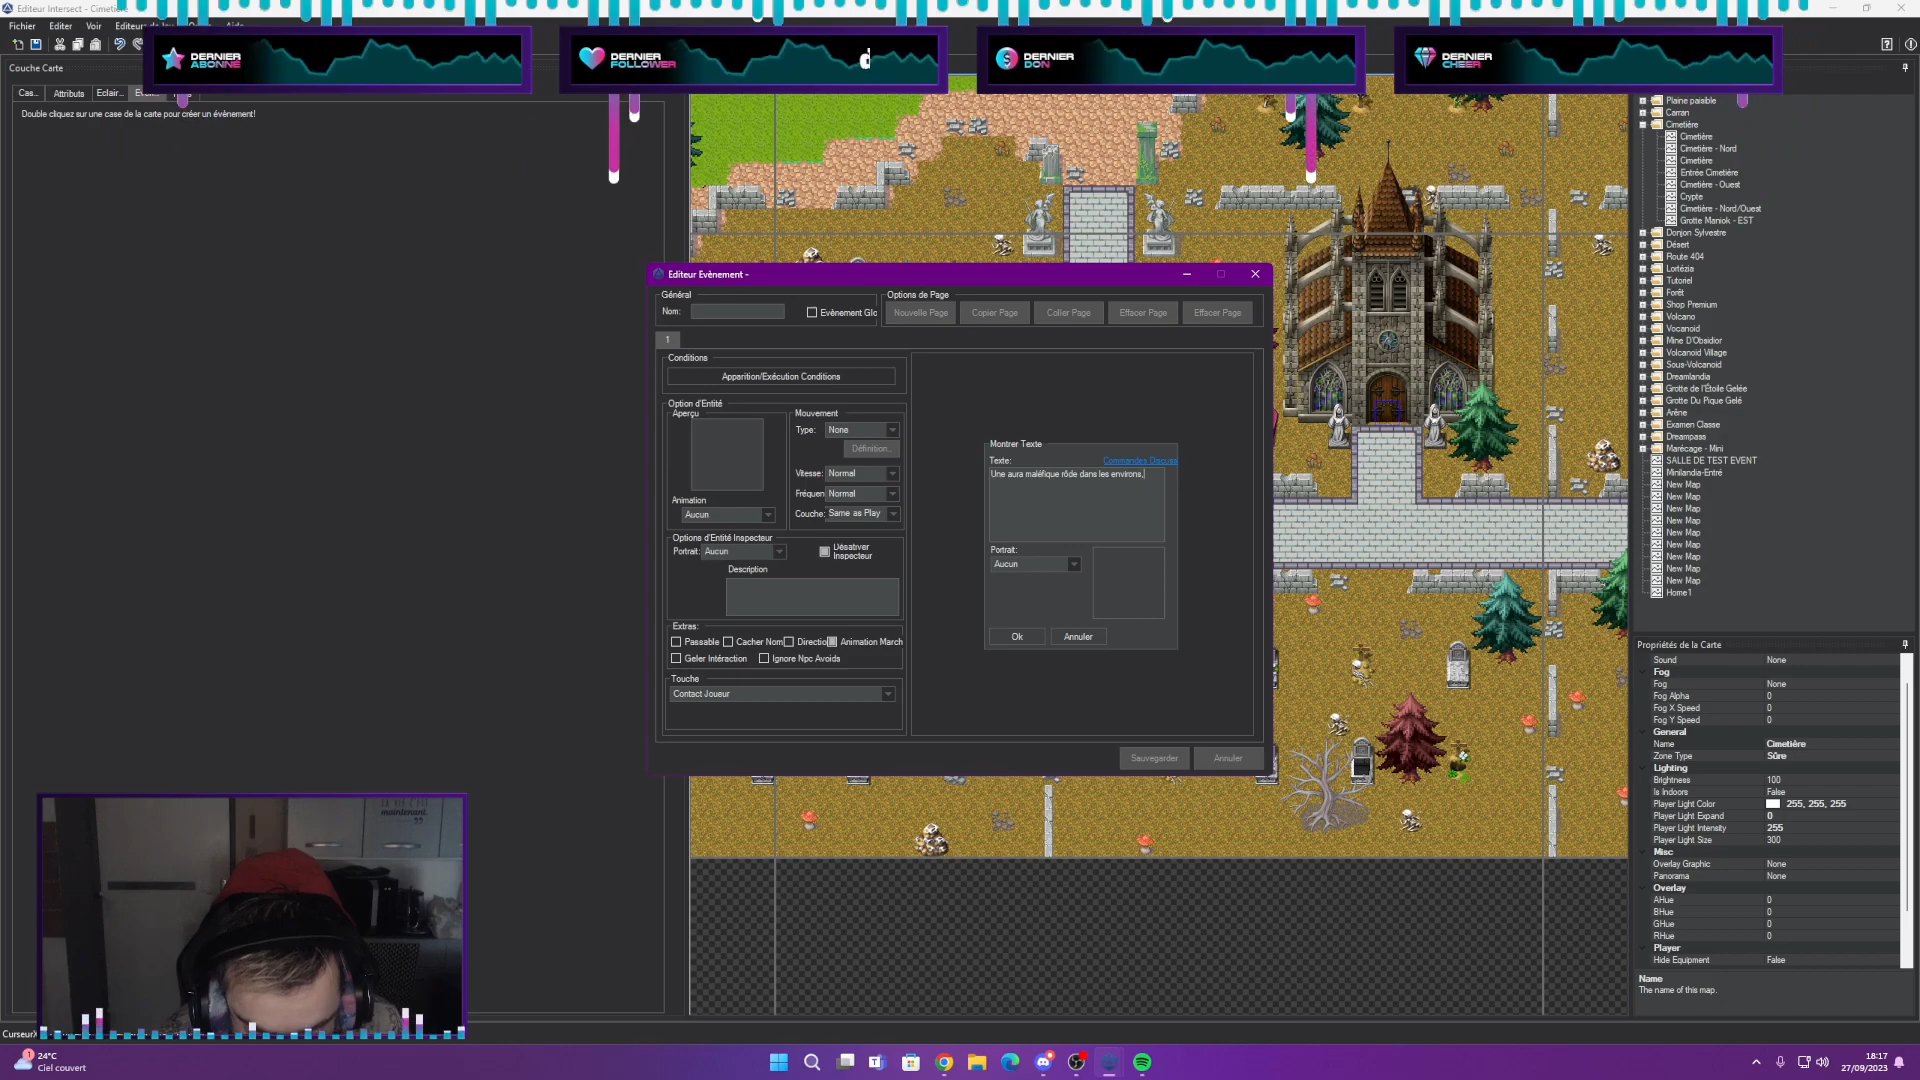 Editeur Intersect - Cimetière
Fichier Editer Voir
Editeurs de
DERNIER
ABONNÉ
DERNIER
FOLLOWER
d
DERNIER
DON
DERNIER
CHEER
Couche Carte
Cas... Attributs Eclair...
Double cliquez sur une case de la carte pour créer un évènement!
Plaine paisible
Carran
Cimetière
Cimetière
Cimetière - Nord
Cimetière
Entrée Cimetière
Cimetière - Ouest
Crypte
Cimetière - Nord/Ouest
Grotte Maniok - EST
Donjon Sylvestre
Désert
Route 404
Lortézia
Tutoriel
Forêt
Shop Premium
Volcano
Vocanoid
Mine D'Obsidior
Volcanoid Village
Sous-Volcanoid
Dreamlandia
Grotte de l'Étoile Gelée
Grotte Du Pique Gelé
Arène
Examen Classe
Dreampass
Marécage - Mini
SALLE DE TEST EVENT
Minilandia-Entré
New Map
New Map
New Map
New Map
New Map
New Map
New Map
New Map
New Map
Home1
Editeur Evènement -
Général
Nom:
Evènement Glo
Options de Page
Nouvelle Page
Copier Page
Coller Page
Effacer Page
Effacer Page
1
Conditions
Apparition/Exécution Conditions
Option d'Entité
Aperçu
Animation
Aucun
Mouvement
Type: None
Définition...
Vitesse: Normal
Fréquen Normal
Couche: Same as Play
Options d'Entité Inspecteur
Portrait: Aucun
Désativer Inspecteur
Description
Extras:
Passable Cacher Nom Directio Animation March
Geler Intéraction Ignore Npc Avoids
Touche
Contact Joueur
Montrer Texte
Texte: Commandes Discuss
Une aura maléfique rôde dans les environs,
Portrait:
Aucun
Ok Annuler
Sauvegarder Annuler
Propriétés de la Carte
Sound None
Fog
Fog None
Fog Alpha 0
Fog X Speed 0
Fog Y Speed 0
General
Name Cimetière
Zone Type Sûre
Lighting
Brightness 100
Is Indoors False
Player Light Color 255, 255, 255
Player Light Expand 0
Player Light Intensity 255
Player Light Size 300
Misc
Overlay Graphic None
Panorama None
Overlay
AHue 0
BHue 0
GHue 0
RHue 0
Player
Hide Equipment False
Name
The name of this map.
maintenant.
CurseurX
24°C
Ciel couvert
18:17
27/09/2023